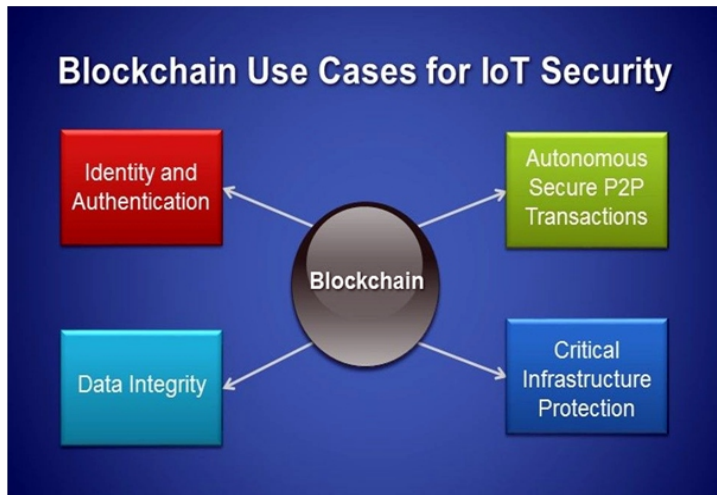 Blockchain Use Cases for IoT Security
Identity and
Authentication
Autonomous
Secure P2P
Transactions
Blockchain
Data Integrity
Critical
Infrastructure
Protection